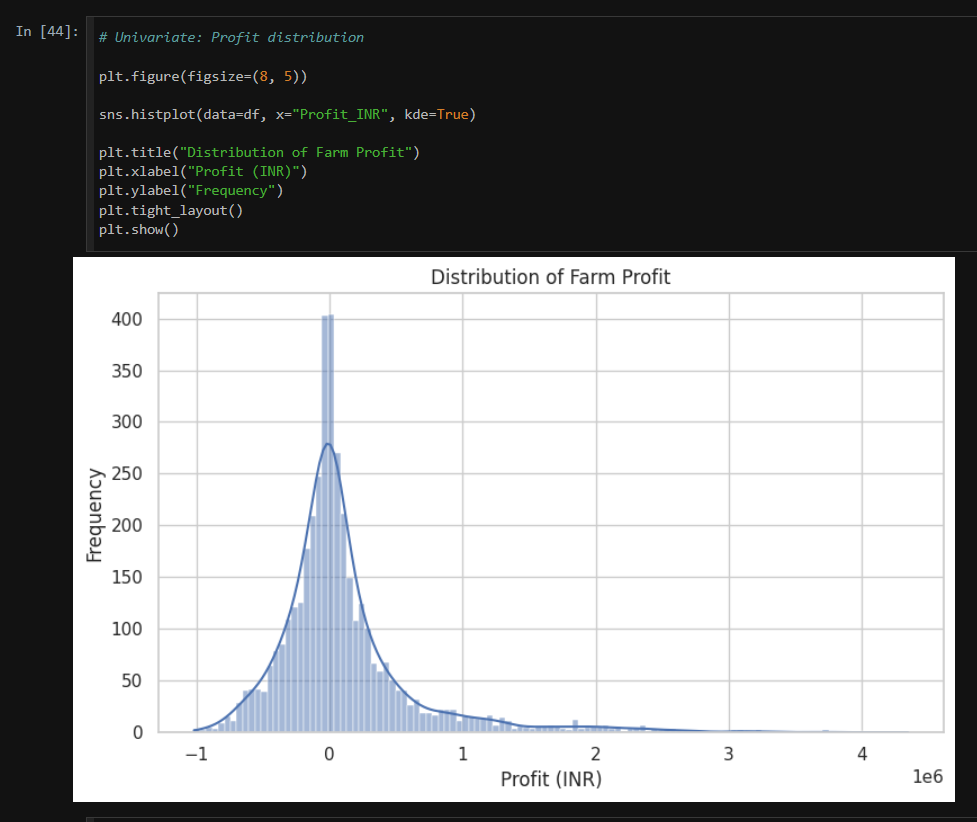 In [44]:
# Univariate: Profit distribution
plt.figure(figsize=(8, 5))
sns.histplot(data=df, x="Profit_INR", kde=True)
plt.title("Distribution of Farm Profit")
plt.xlabel("Profit (INR)")
plt.ylabel("Frequency")
plt.tight_layout()
plt.show()
Distribution of Farm Profit
400
350
300
250
200
150
100
50
0
Frequency
−1 0 1 2 3 4
1e6
Profit (INR)